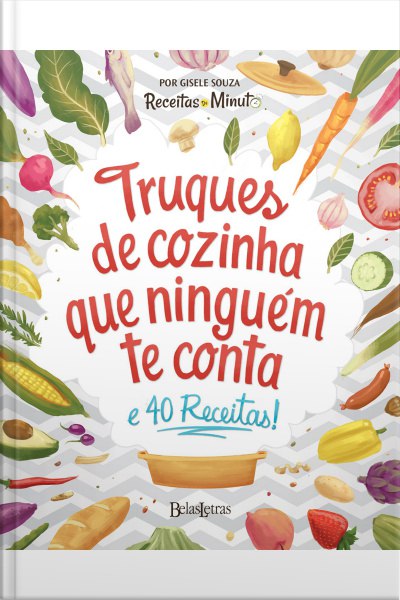 POR GISELE SOUZA
Receitas de Minuto
Truques
de cozinha
que ninguém
te conta
e 40 Receitas!
BelasLetras